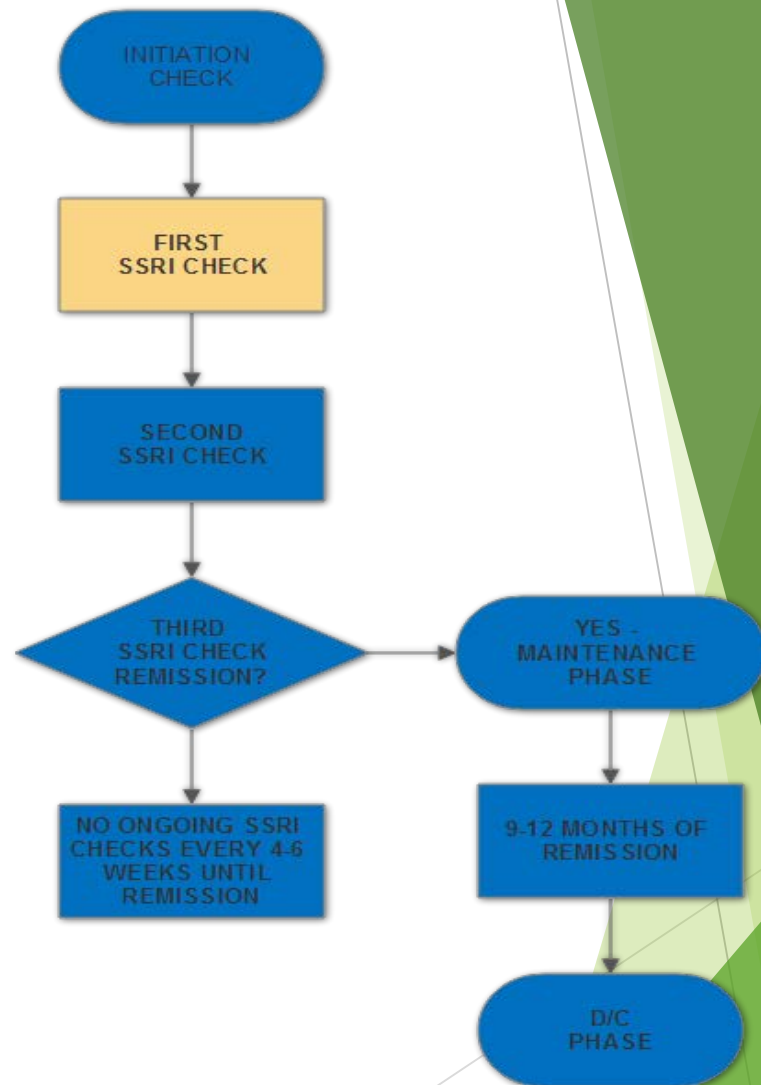 INITIATION
CHECK
FIRST
SSRI CHECK
SECOND
SSRI CHECK
THIRD
SSRI CHECK
REMISSION?
YES -
MAINTENANCE
PHASE
NO ONGOING SSRI
CHECKS EVERY 4-6
WEEKS UNTIL
REMISSION
9-12 MONTHS OF
REMISSION
D/C
PHASE